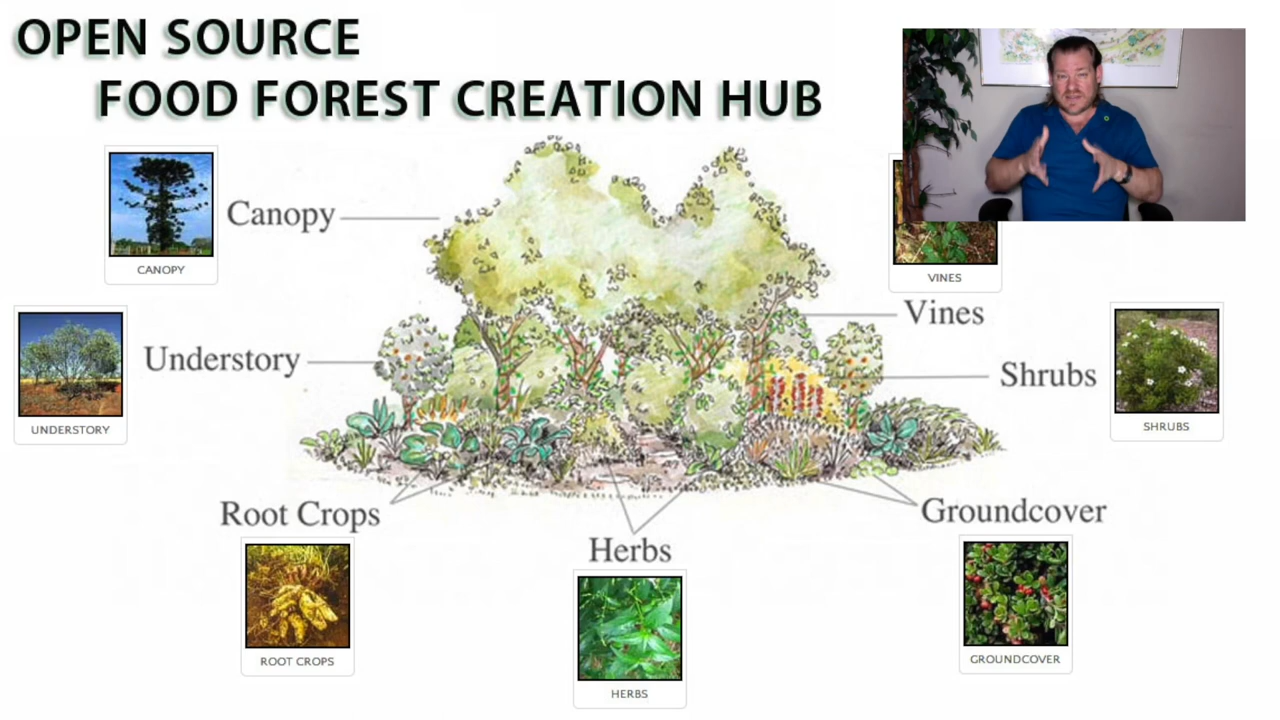 OPEN SOURCE
FOOD FOREST CREATION HUB
Canopy
CANOPY
VINES
Vines
Understory
UNDERSTORY
Shrubs
SHRUBS
Root Crops
ROOT CROPS
Herbs
HERBS
Groundcover
GROUNDCOVER